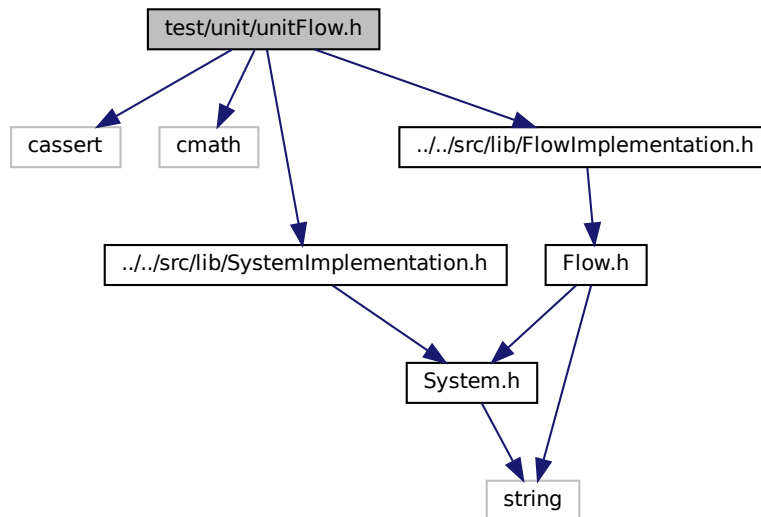 test/unit/unitFlow.h
cassert
cmath
../../src/lib/FlowImplementation.h
../../src/lib/SystemImplementation.h
Flow.h
System.h
string